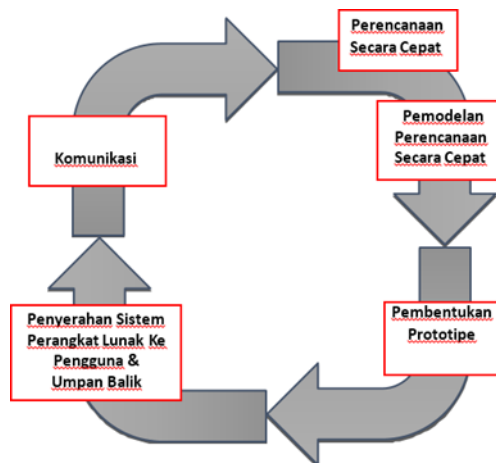 Perencanaan
Secara Cepat
Pemodelan
Perencanaan
Secara Cepat
Komunikasi
Penyerahan Sistem
Perangkat Lunak Ke
Pengguna &
Umpan Balik
Pembentukan
Prototipe